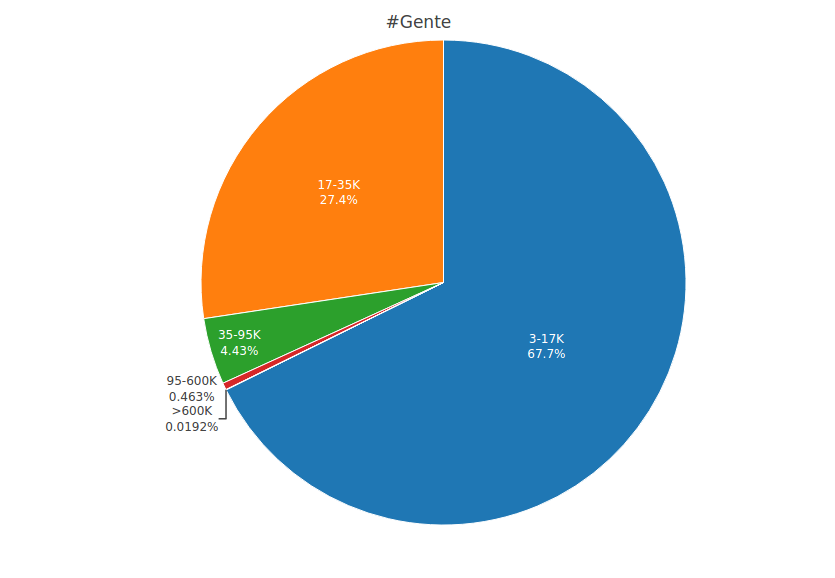 #Gente
17-35K
27.4%
35-95K
4.43%
3-17K
67.7%
95-600K
0.463%
>600K
0.0192%